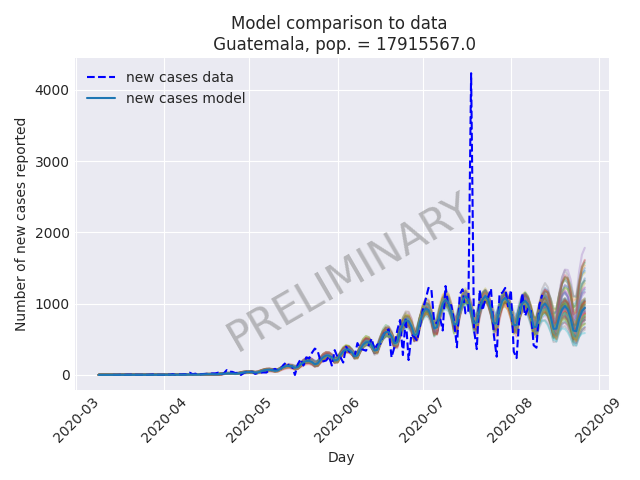 Model comparison to data
Guatemala, pop. = 17915567.0
new cases data
new cases model
PRELIMINARY
Number of new cases reported
4000
3000
2000
1000
0
2020-03
2020-04
2020-05
2020-06
2020-07
2020-08
2020-09
Day